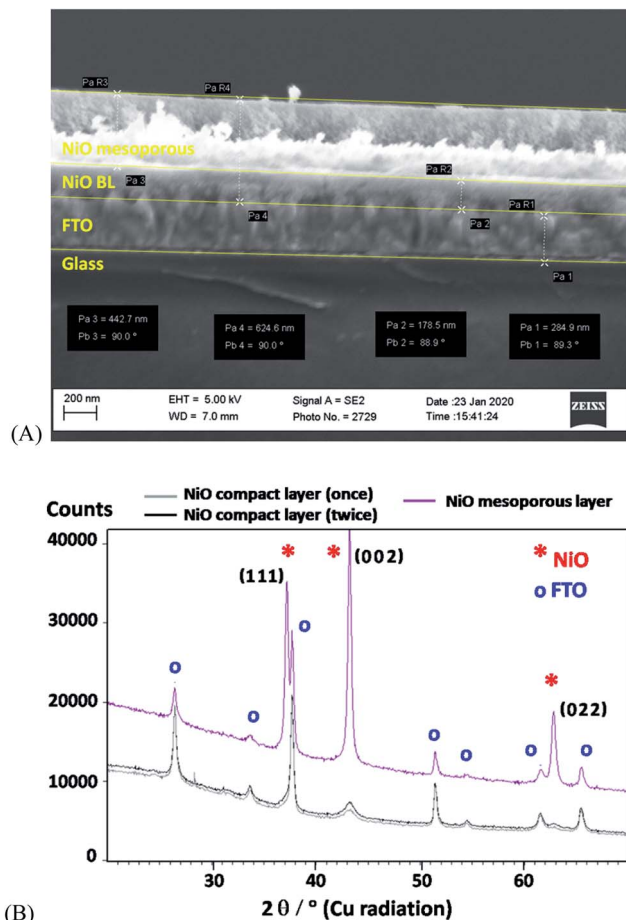 Pa R3
Pa R4
NiO mesoporous
Pa R2
NiO BL
Pa 3
Pa R1
Pa 4
Pa 2
FTO
Glass
Pa 1
Pa 3 = 442.7 nm
Pb 3 = 90.0 °
Pa 4 = 624.6 nm
Pb 4 = 90.0 °
Pa 2 = 178.5 nm
Pb 2 = 88.9 °
Pa 1 = 284.9 nm
Pb 1 = 89.3 °
200 nm
EHT = 5.00 kV
WD = 7.0 mm
Signal A = SE2
Photo No. = 2729
Date :23 Jan 2020
Time :15:41:24
ZEISS
(A)
Counts
NiO compact layer (once)
NiO compact layer (twice)
NiO mesoporous layer
40000
* * (002) *
(111) * NiO
o o FTO
30000
o
o * (022)
20000
o o o o o
10000
0
30 40 50 60
2 θ / ° (Cu radiation)
(B)